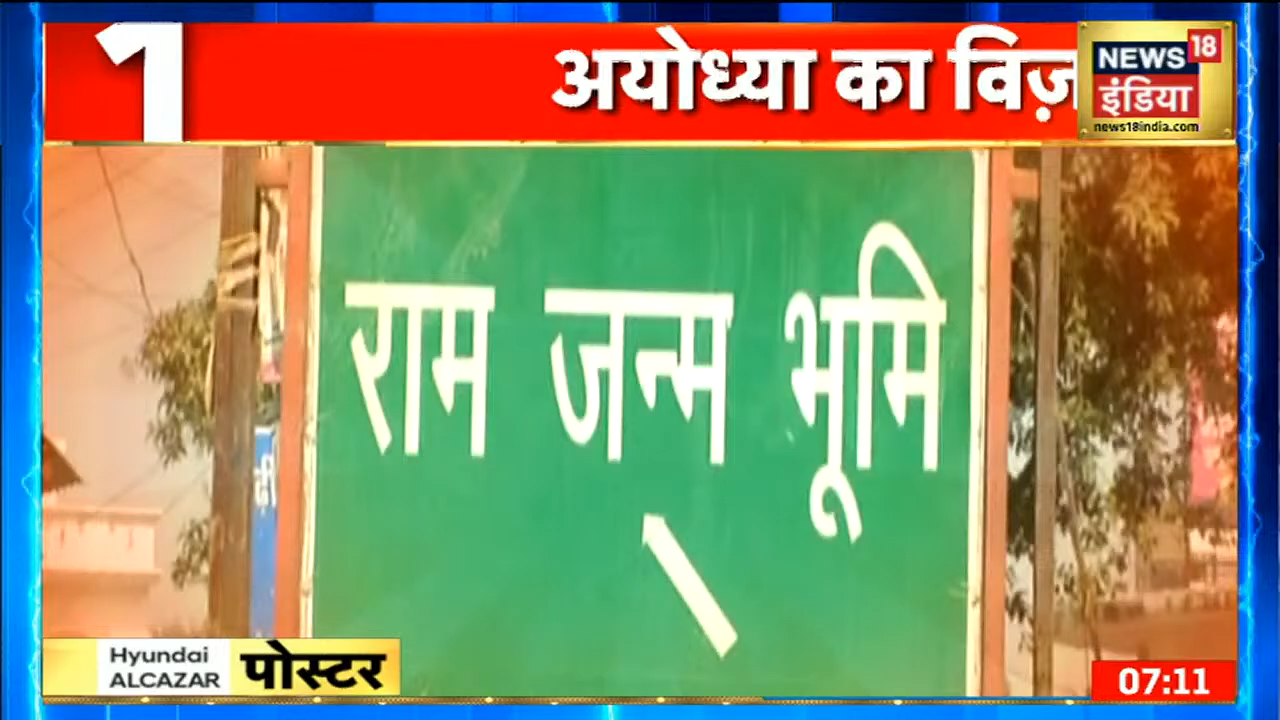 1
अयोध्या का
NEWS 18
इंडिया
news18india.com
राम जन्म भूमि
Hyundai
ALCAZAR
पोस्टर
07:11